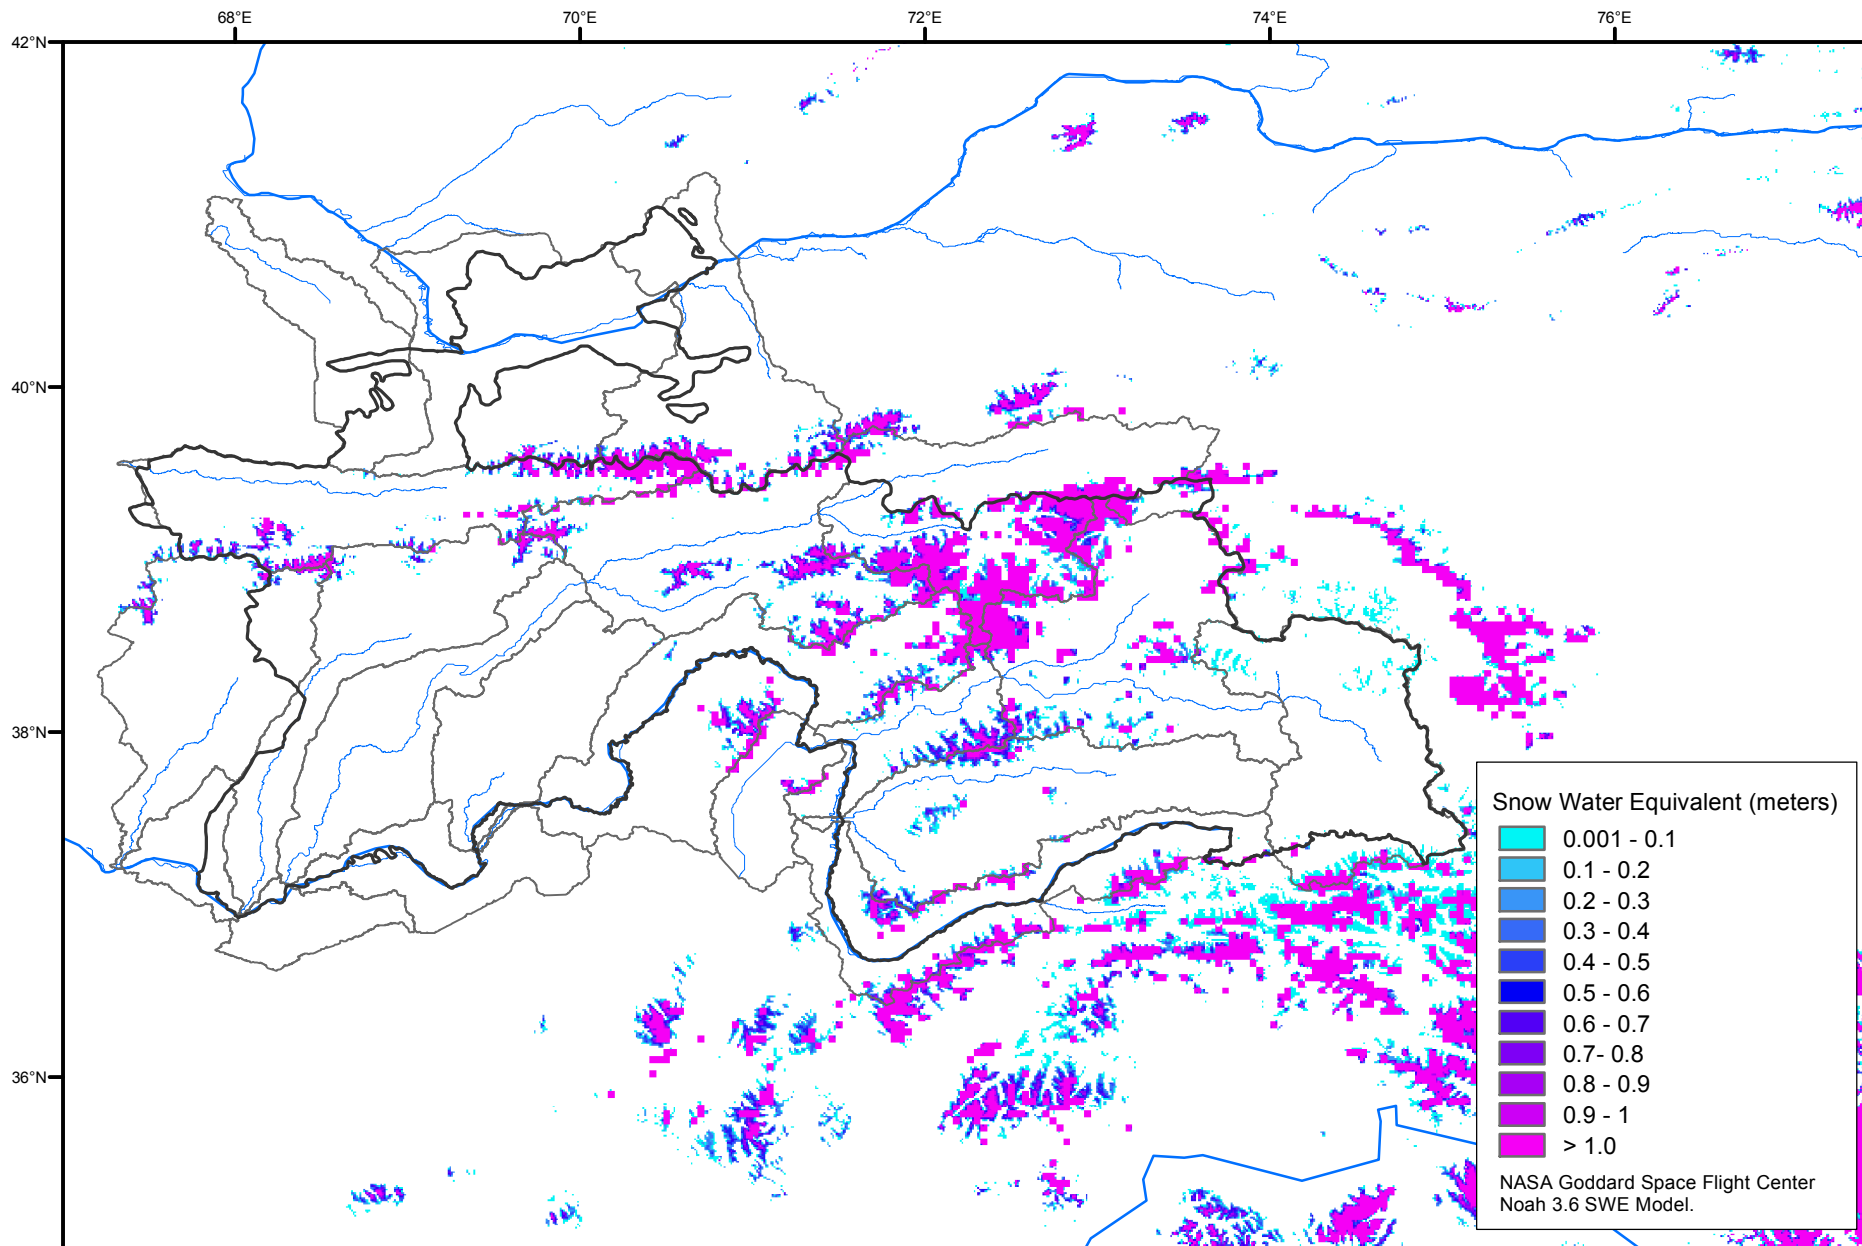 68°E
70°E
72°E
74°E
76°E
42°N
40°N
38°N
36°N
Snow Water Equivalent (meters)
0.001 - 0.1
0.1 - 0.2
0.2 - 0.3
0.3 - 0.4
0.4 - 0.5
0.5 - 0.6
0.6 - 0.7
0.7- 0.8
0.8 - 0.9
0.9 - 1
> 1.0
NASA Goddard Space Flight Center
Noah 3.6 SWE Model.